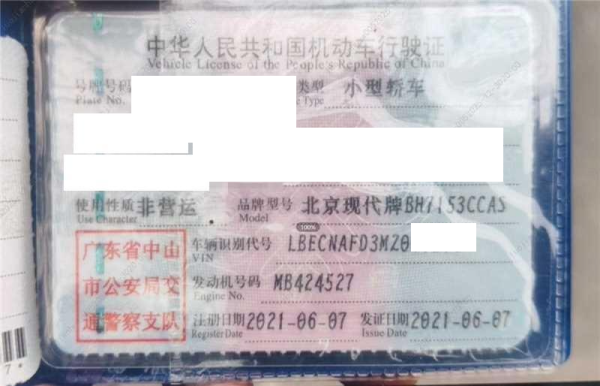 中华人民共和国机动车行驶证
Vehicle License of the People's Republic of China
号牌号码 类型 小型轿车
Plate No. Type
使用性质 非营运 品牌型号 北京现代牌BH7153CCAS
Use Character Model
100%
广东省中山 车辆识别代号 LBECNAFD3MZ0
VIN
市公安局交 发动机号码 MB424527
Engine No.
通警察支队 注册日期 2021-06-07 发证日期 2021-06-07
Register Date Issue Date